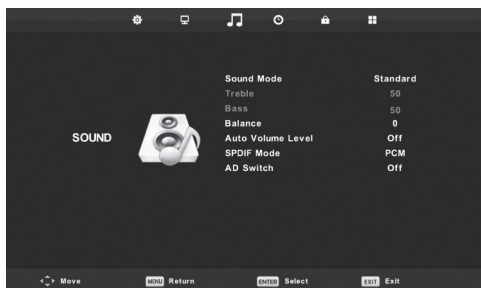 Sound Mode Standard
Treble 50
Bass 50
Balance 0
SOUND
Auto Volume Level Off
SPDIF Mode PCM
AD Switch Off
Move MENU Return ENTER Select EXIT Exit